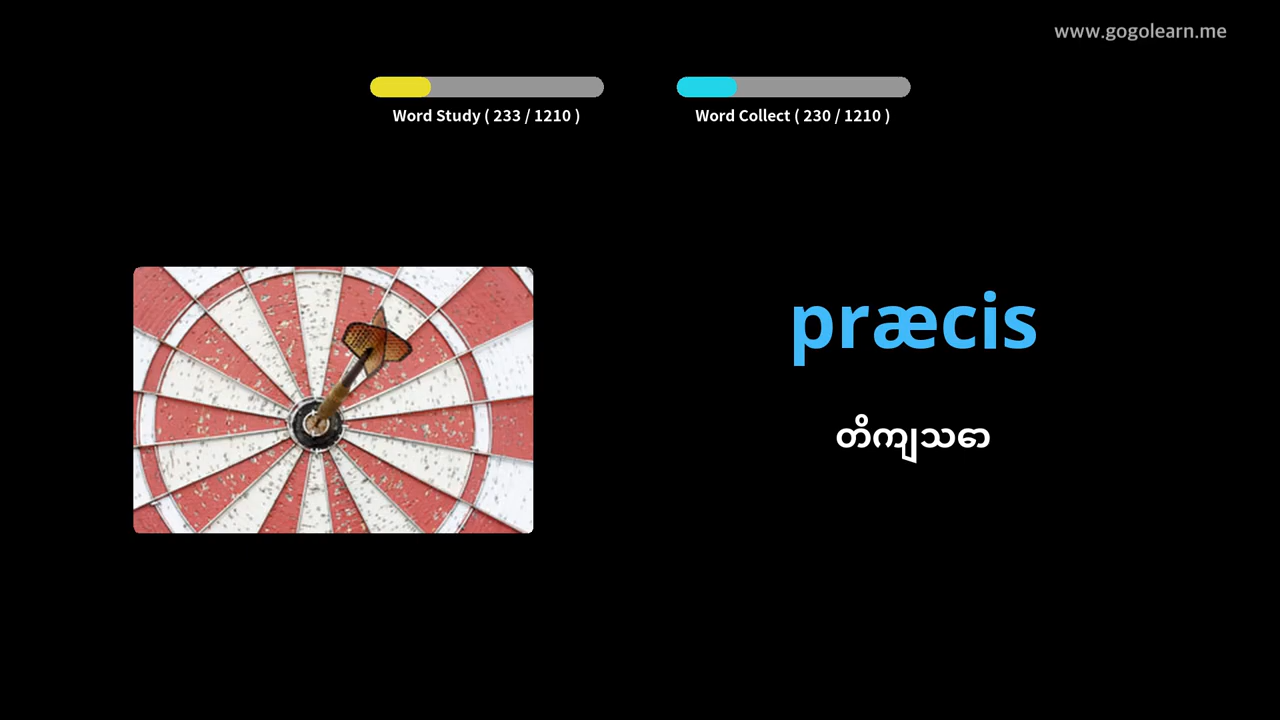 www.gogolearn.me
Word Study ( 233 / 1210 )
Word Collect ( 230 / 1210 )
præcis
တိကျသော